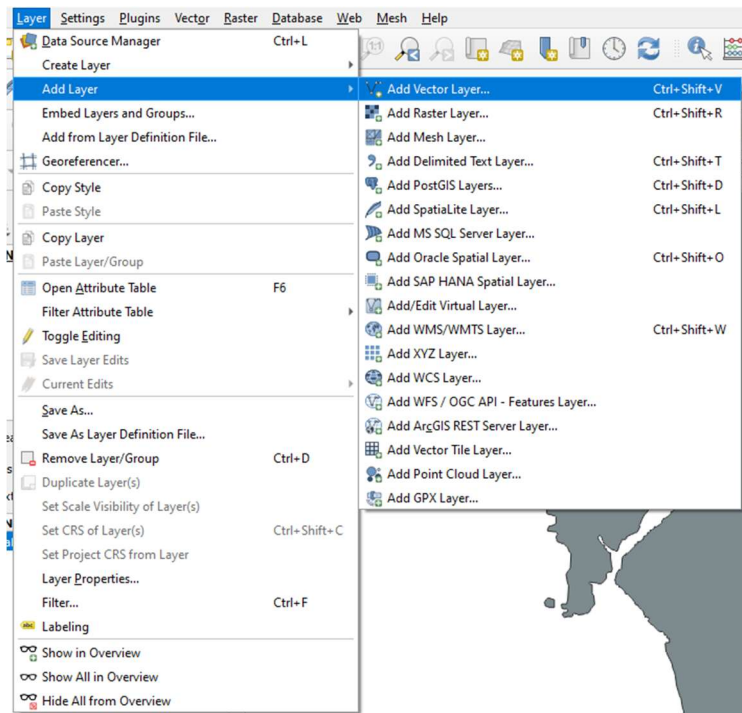 Layer Settings Plugins Vector Raster Database Web Mesh Help
Data Source Manager Ctrl+L
Create Layer
Add Layer
Embed Layers and Groups...
Add from Layer Definition File...
Georeferencer...
Copy Style
Paste Style
Copy Layer
Paste Layer/Group
Open Attribute Table F6
Filter Attribute Table
Toggle Editing
Save Layer Edits
Current Edits
Save As...
Save As Layer Definition File...
Remove Layer/Group Ctrl+D
Duplicate Layer(s)
Set Scale Visibility of Layer(s)
Set CRS of Layer(s) Ctrl+Shift+C
Set Project CRS from Layer
Layer Properties...
Filter... Ctrl+F
abc Labeling
Show in Overview
Show All in Overview
Hide All from Overview
1:1
Add Vector Layer... Ctrl+Shift+V
Add Raster Layer... Ctrl+Shift+R
Add Mesh Layer...
Add Delimited Text Layer... Ctrl+Shift+T
Add PostGIS Layers... Ctrl+Shift+D
Add SpatiaLite Layer... Ctrl+Shift+L
Add MS SQL Server Layer...
Add Oracle Spatial Layer... Ctrl+Shift+O
Add SAP HANA Spatial Layer...
Add/Edit Virtual Layer...
Add WMS/WMTS Layer... Ctrl+Shift+W
Add XYZ Layer...
Add WCS Layer...
Add WFS / OGC API - Features Layer...
Add ArcGIS REST Server Layer...
Add Vector Tile Layer...
Add Point Cloud Layer...
Add GPX Layer...